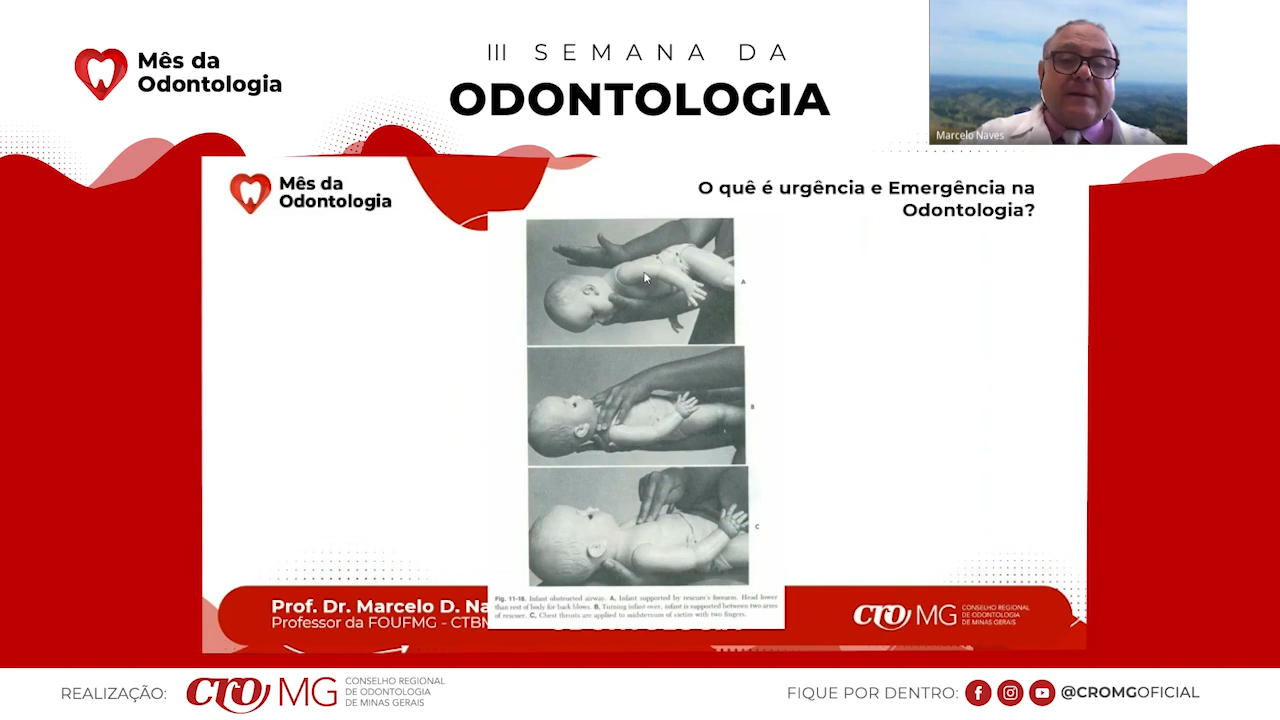 Mês da
Odontologia
III SEMANA DA
ODONTOLOGIA
Marcelo Naves
Mês da
Odontologia
O quê é urgência e Emergência na
Odontologia?
A
B
C
Fig. 11-18. Infant obstructed airway. A, Infant supported by rescuer's forearm. Head lower
than rest of body for back blows. B, Turning infant over, infant is supported between two arms
of rescuer. C, Chest thrusts are applied to midsternum of victim with two fingers.
Prof. Dr. Marcelo D. Na
Professor da FOUFMG - CTBM
CRO MG
CONSELHO REGIONAL
DE ODONTOLOGIA
DE MINAS GERAIS
REALIZAÇÃO:
CRO MG
CONSELHO REGIONAL
DE ODONTOLOGIA
DE MINAS GERAIS
FIQUE POR DENTRO:
@CROMGOFICIAL